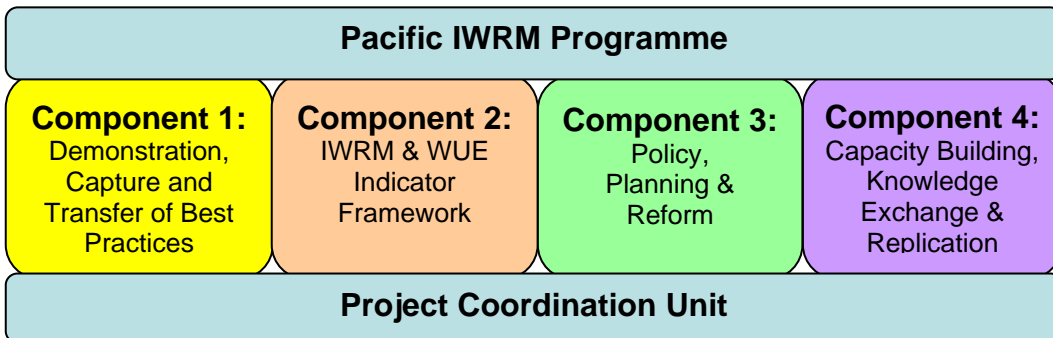 Pacific IWRM Programme
Component 1:
Demonstration,
Capture and
Transfer of Best
Practices
Component 2:
IWRM & WUE
Indicator
Framework
Component 3:
Policy,
Planning &
Reform
Component 4:
Capacity Building,
Knowledge
Exchange &
Replication
Project Coordination Unit